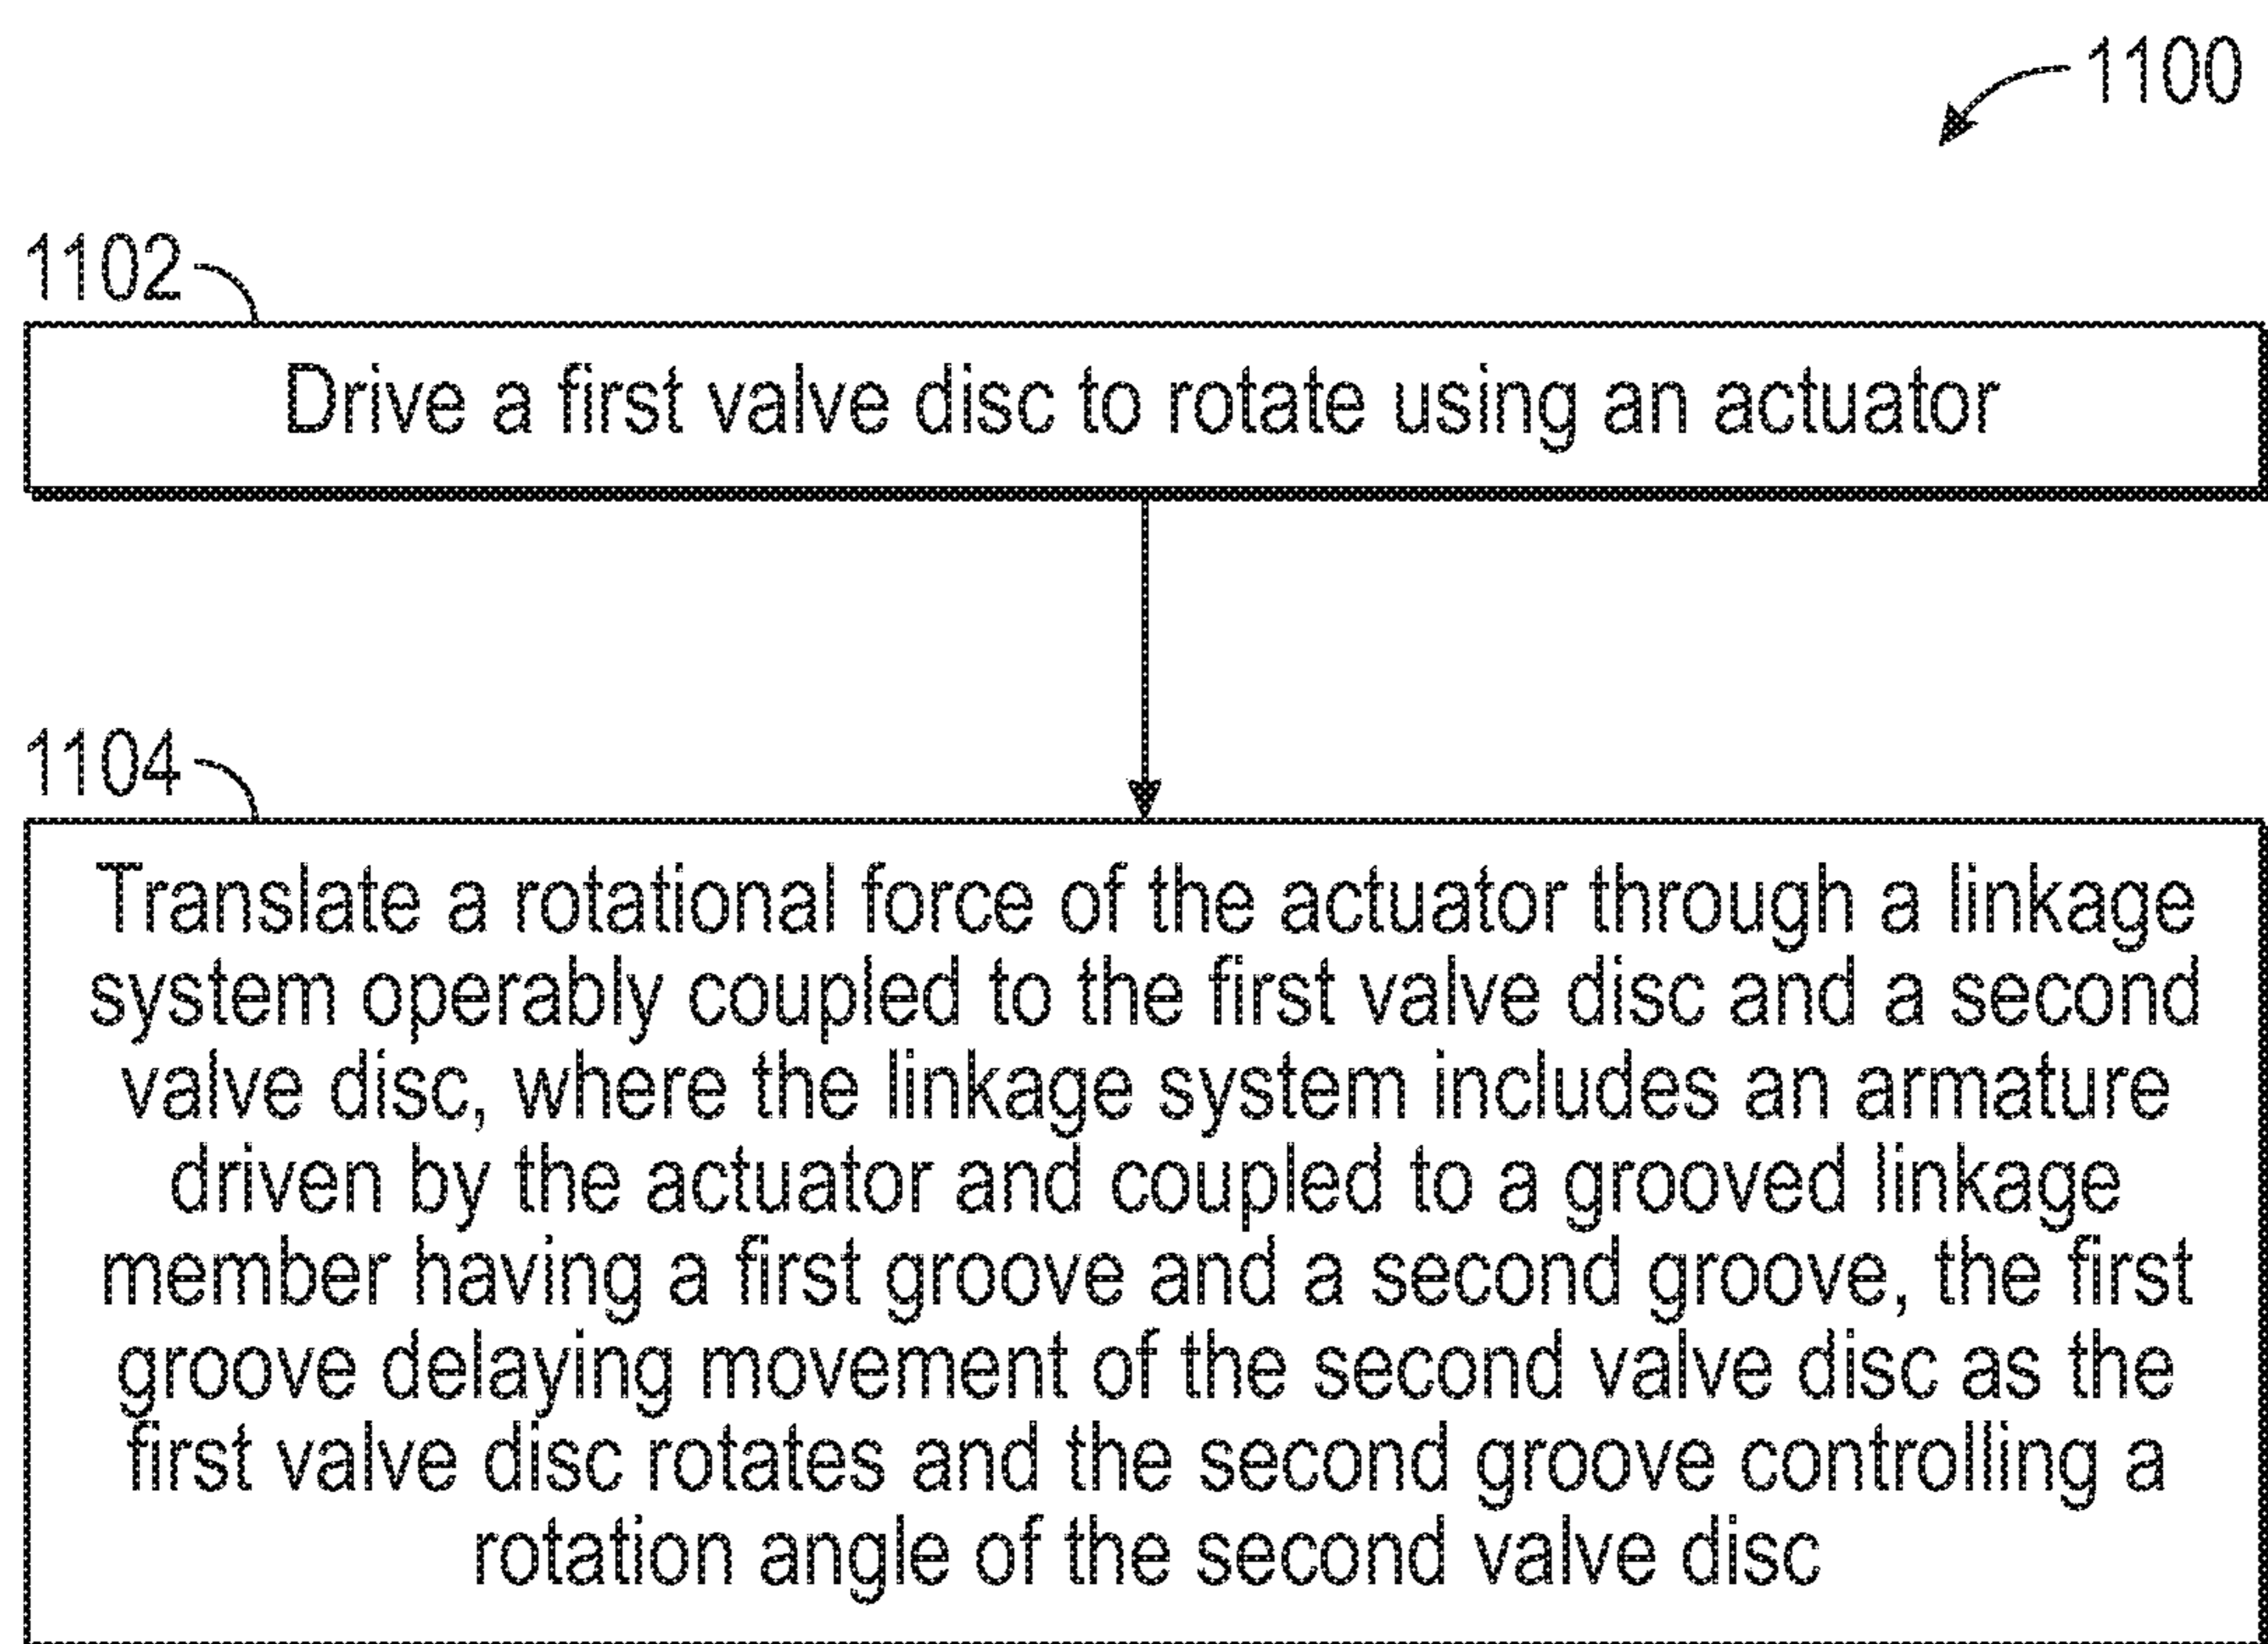 1100
1102
Drive a first valve disc to rotate using an actuator
1104
Translate a rotational force of the actuator through a linkage
system operably coupled to the first valve disc and a second
valve disc, where the linkage system includes an armature
driven by the actuator and coupled to a grooved linkage
member having a first groove and a second groove, the first
groove delaying movement of the second valve disc as the
first valve disc rotates and the second groove controlling a
rotation angle of the second valve disc